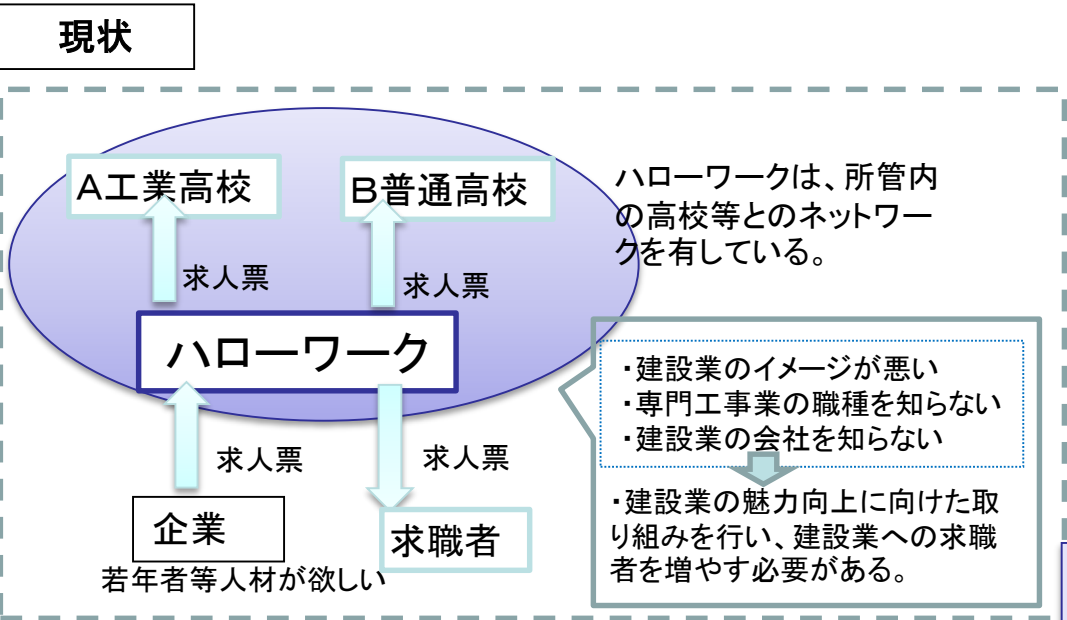 現状
A工業高校
B普通高校
ハローワークは、所管内
の高校等とのネットワー
クを有している。
求人票
求人票
ハローワーク
・建設業のイメージが悪い
・専門工事業の職種を知らない
・建設業の会社を知らない
求人票
求人票
・建設業の魅力向上に向けた取
り組みを行い、建設業への求職
者を増やす必要がある。
企業
求職者
若年者等人材が欲しい